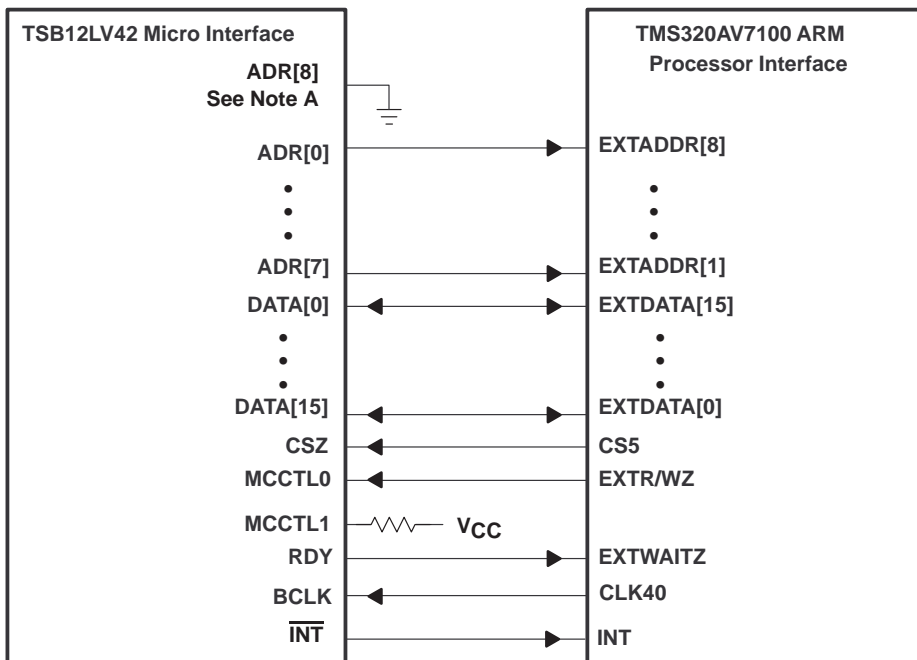 TSB12LV42 Micro Interface
ADR[8]
See Note A
ADR[0]
ADR[7]
DATA[0]
DATA[15]
CSZ
MCCTL0
MCCTL1
VCC
RDY
BCLK
INT
TMS320AV7100 ARM
Processor Interface
EXTADDR[8]
EXTADDR[1]
EXTDATA[15]
EXTDATA[0]
CS5
EXTR/WZ
EXTWAITZ
CLK40
INT